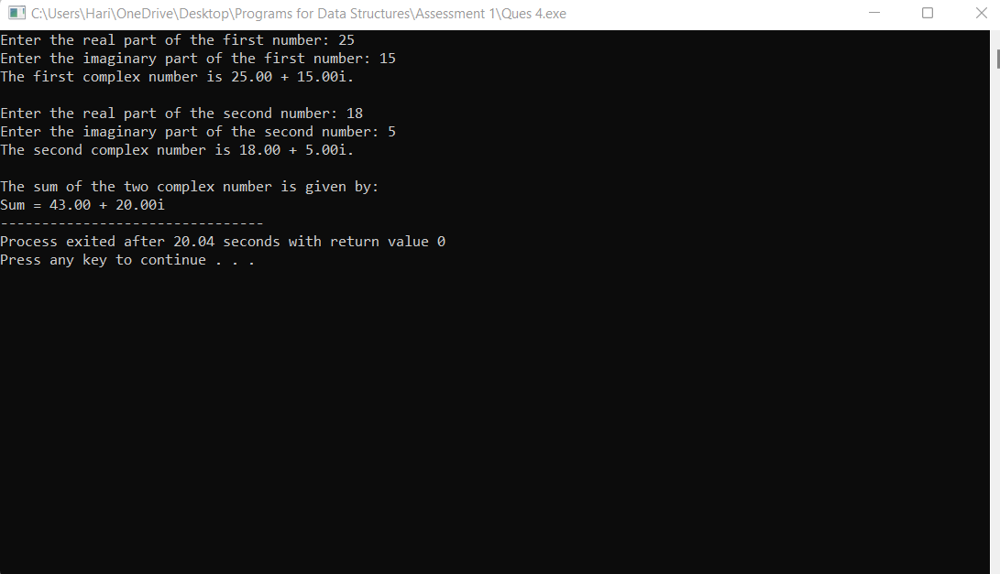 C:\Users\Hari\OneDrive\Desktop\Programs for Data Structures\Assessment 1\Ques 4.exe
Enter the real part of the first number: 25
Enter the imaginary part of the first number: 15
The first complex number is 25.00 + 15.00i.
Enter the real part of the second number: 18
Enter the imaginary part of the second number: 5
The second complex number is 18.00 + 5.00i.
The sum of the two complex number is given by:
Sum = 43.00 + 20.00i
--------------------------------
Process exited after 20.04 seconds with return value 0
Press any key to continue . . .